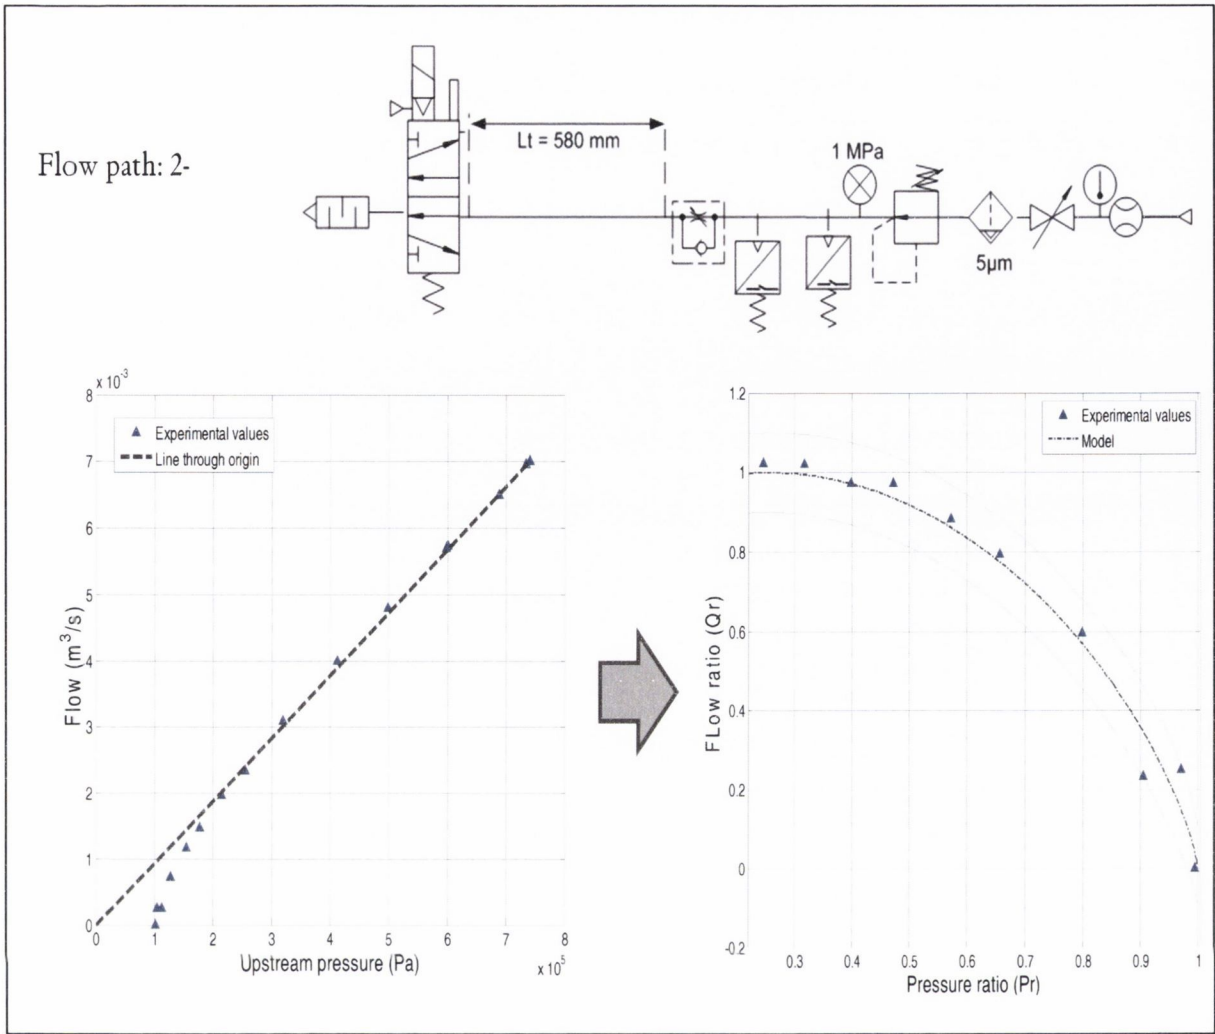 Lt = 580 mm
Flow path: 2-
1 MPa
5µm
x 10⁻³
8
7
6
5
4
3
2
1
0
Experimental values
Line through origin
Flow (m³/s)
0 1 2 3 4 5 6 7 8
Upstream pressure (Pa)
x 10⁵
1.2
1
0.8
0.6
0.4
0.2
0
-0.2
Experimental values
Model
FLow ratio (Qr)
0.3 0.4 0.5 0.6 0.7 0.8 0.9 1
Pressure ratio (Pr)